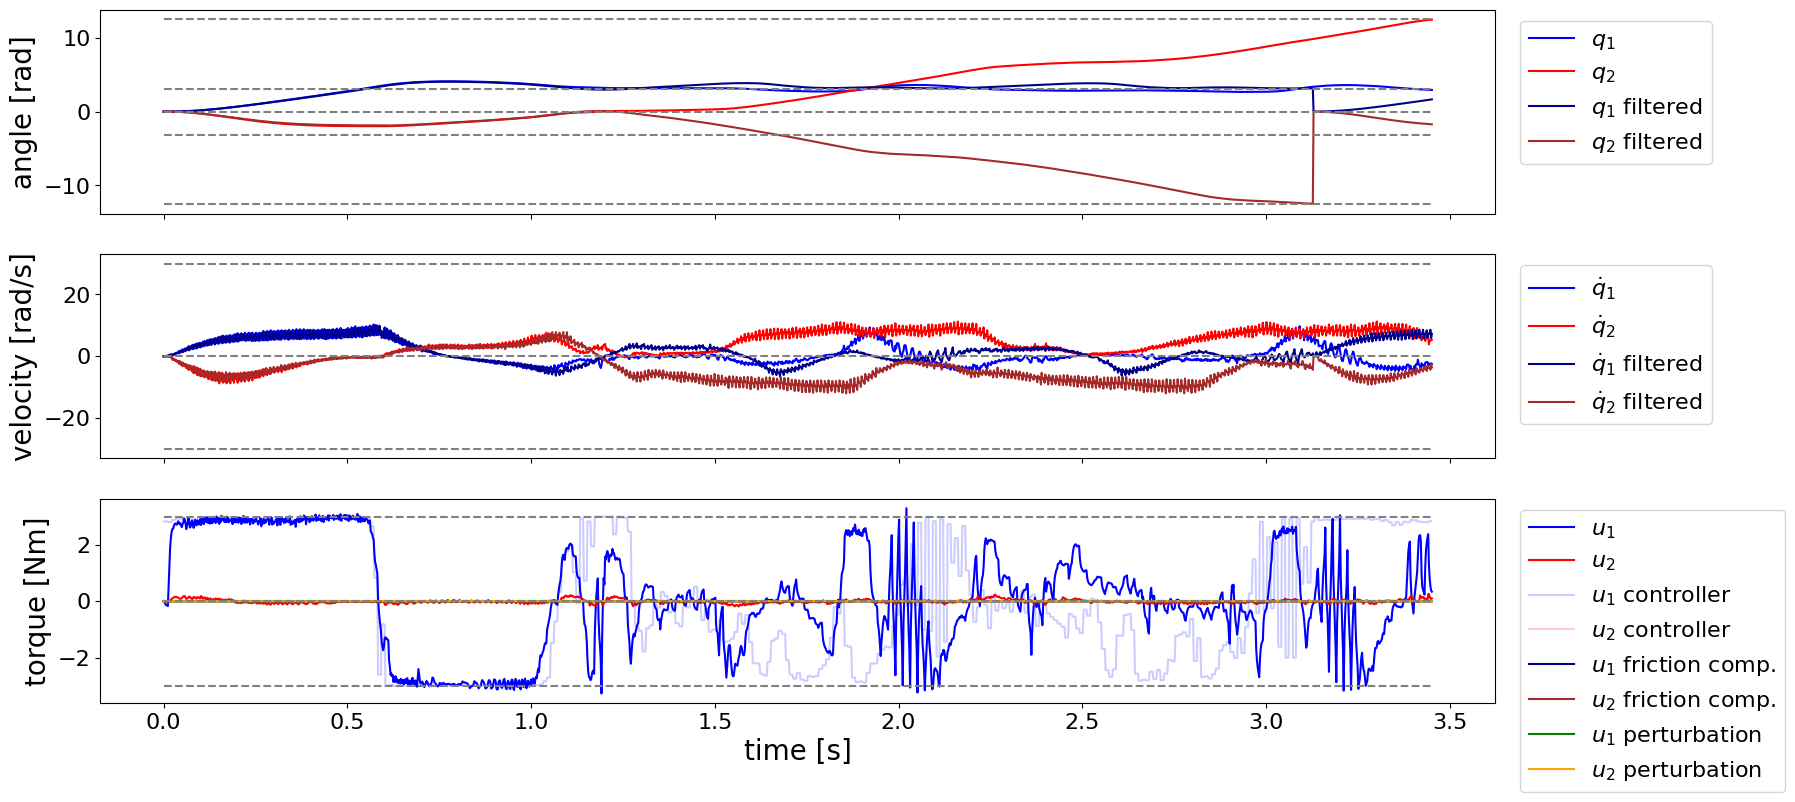 angle [rad]
10
0
−10
q₁
q₂
q₁ filtered
q₂ filtered
velocity [rad/s]
20
0
−20
q̇₁
q̇₂
q̇₁ filtered
q̇₂ filtered
torque [Nm]
2
0
−2
0.0 0.5 1.0 1.5 2.0 2.5 3.0 3.5
time [s]
u₁
u₂
u₁ controller
u₂ controller
u₁ friction comp.
u₂ friction comp.
u₁ perturbation
u₂ perturbation